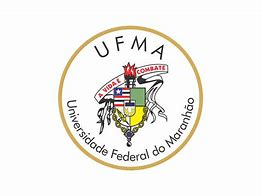 UFMA
A VIDA É COMBATE
Universidade Federal do Maranhão